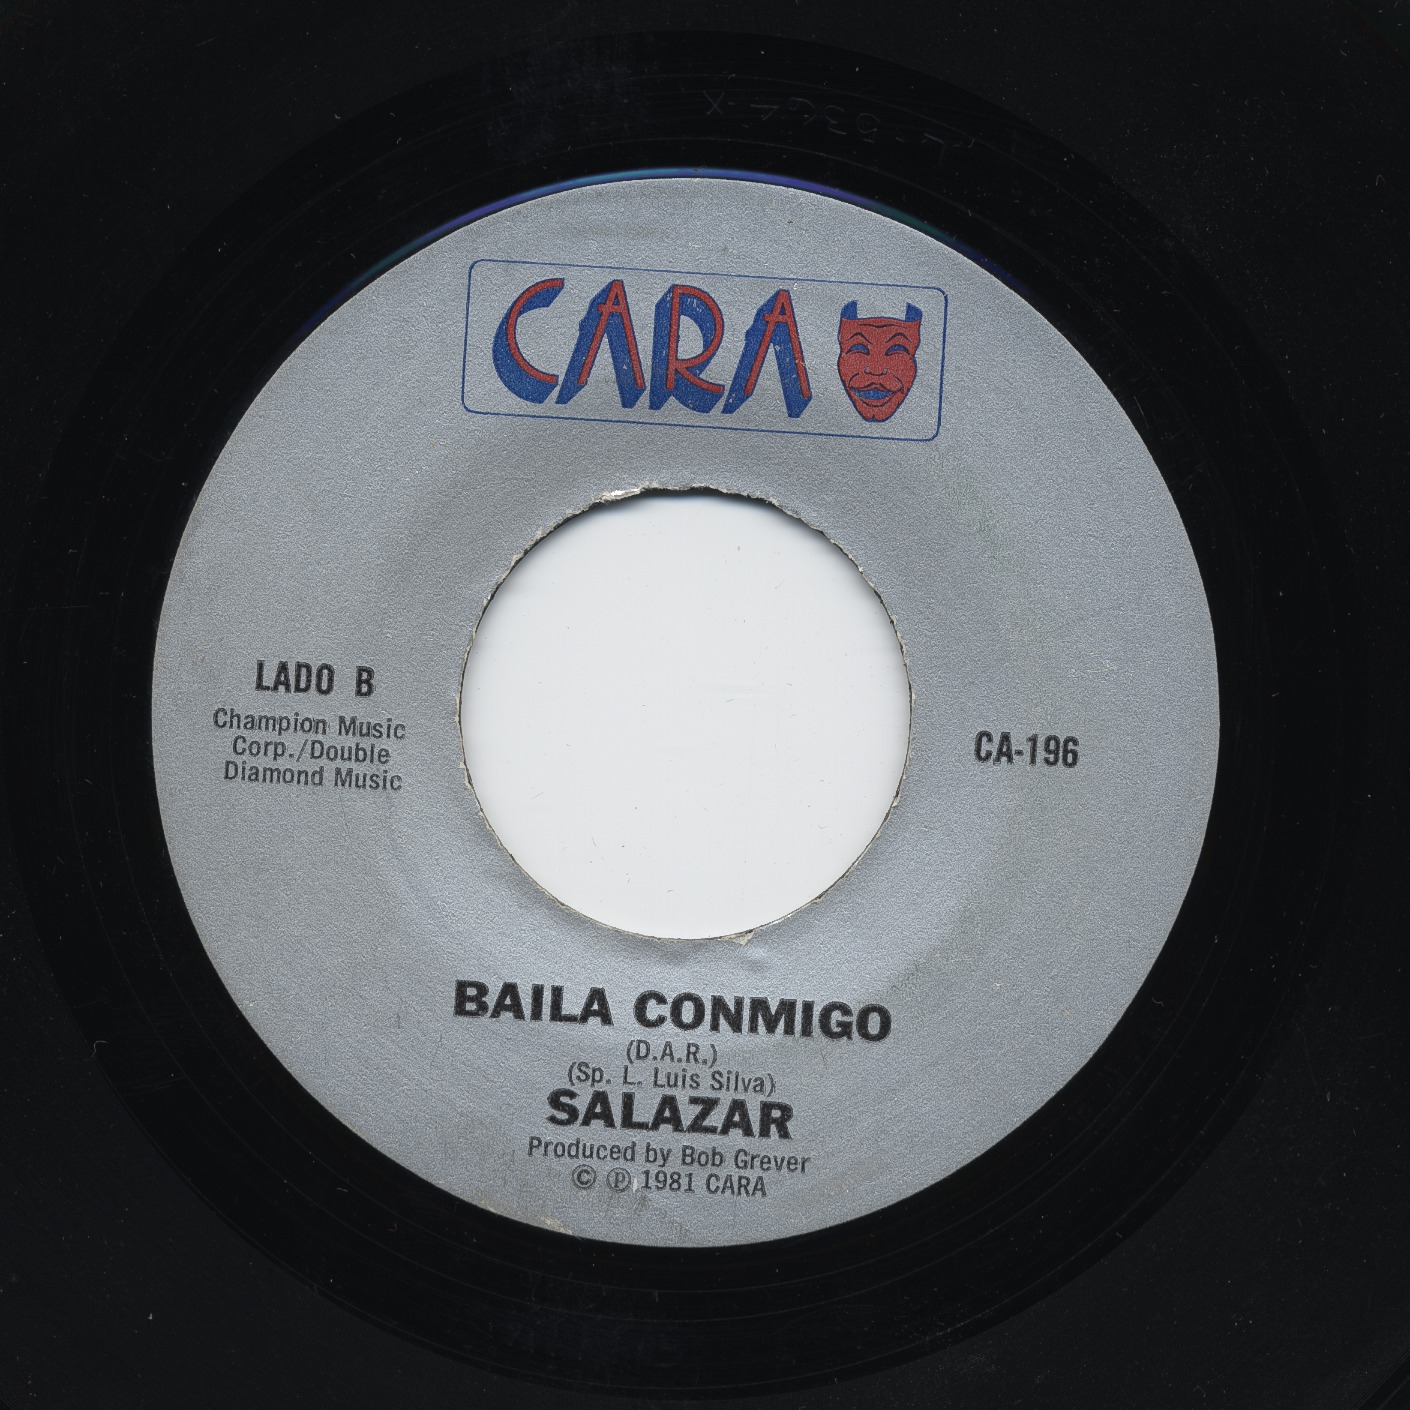 CARA
LADO B
Champion Music
Corp./Double
Diamond Music
CA-196
BAILA CONMIGO
(D.A.R.)
(Sp. L. Luis Silva)
SALAZAR
Produced by Bob Grever
© ℗ 1981 CARA